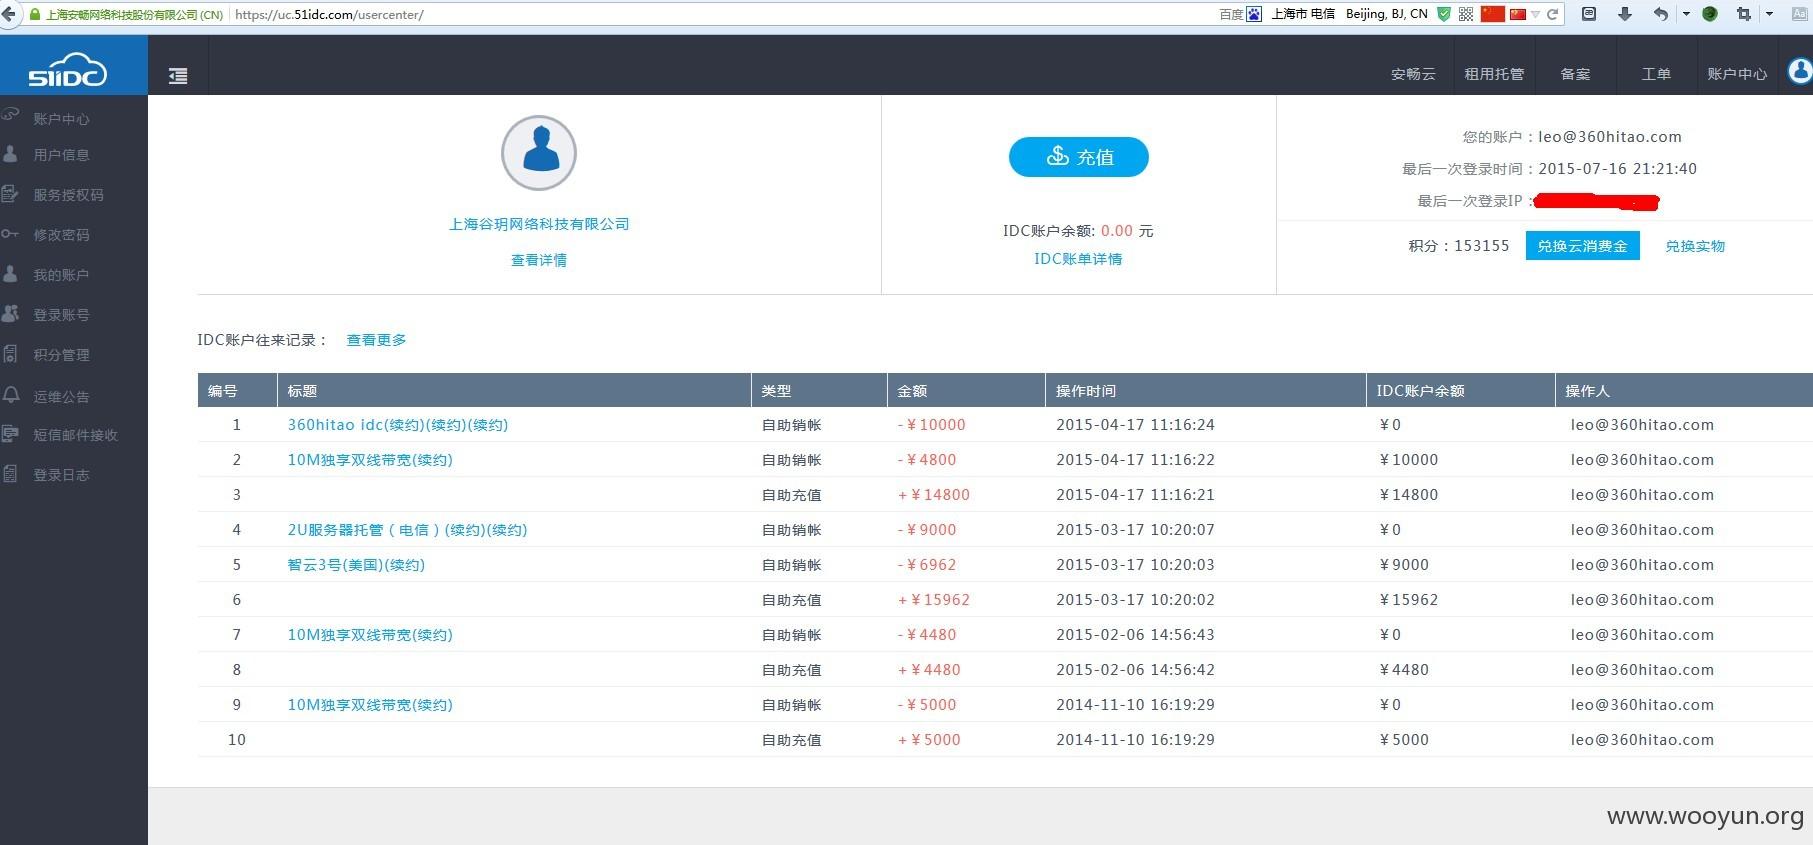 上海安畅网络科技股份有限公司 (CN) https://uc.51idc.com/usercenter/ 百度 上海市 电信 Beijing, BJ, CN
51IDC 安畅云 租用托管 备案 工单 账户中心
账户中心
用户信息
服务授权码
修改密码
我的账户
登录账号
积分管理
运维公告
短信邮件接收
登录日志
上海谷玥网络科技有限公司
查看详情
充值
IDC账户余额: 0.00 元
IDC账单详情
您的账户：leo@360hitao.com
最后一次登录时间：2015-07-16 21:21:40
最后一次登录IP：
积分：153155 兑换云消费金 兑换实物
IDC账户往来记录： 查看更多
编号 标题 类型 金额 操作时间 IDC账户余额 操作人
1 360hitao idc(续约)(续约)(续约) 自助销帐 -￥10000 2015-04-17 11:16:24 ￥0 leo@360hitao.com
2 10M独享双线带宽(续约) 自助销帐 -￥4800 2015-04-17 11:16:22 ￥10000 leo@360hitao.com
3 自助充值 +￥14800 2015-04-17 11:16:21 ￥14800 leo@360hitao.com
4 2U服务器托管（电信）(续约)(续约) 自助销帐 -￥9000 2015-03-17 10:20:07 ￥0 leo@360hitao.com
5 智云3号(美国)(续约) 自助销帐 -￥6962 2015-03-17 10:20:03 ￥9000 leo@360hitao.com
6 自助充值 +￥15962 2015-03-17 10:20:02 ￥15962 leo@360hitao.com
7 10M独享双线带宽(续约) 自助销帐 -￥4480 2015-02-06 14:56:43 ￥0 leo@360hitao.com
8 自助充值 +￥4480 2015-02-06 14:56:42 ￥4480 leo@360hitao.com
9 10M独享双线带宽(续约) 自助销帐 -￥5000 2014-11-10 16:19:29 ￥0 leo@360hitao.com
10 自助充值 +￥5000 2014-11-10 16:19:29 ￥5000 leo@360hitao.com
www.wooyun.org